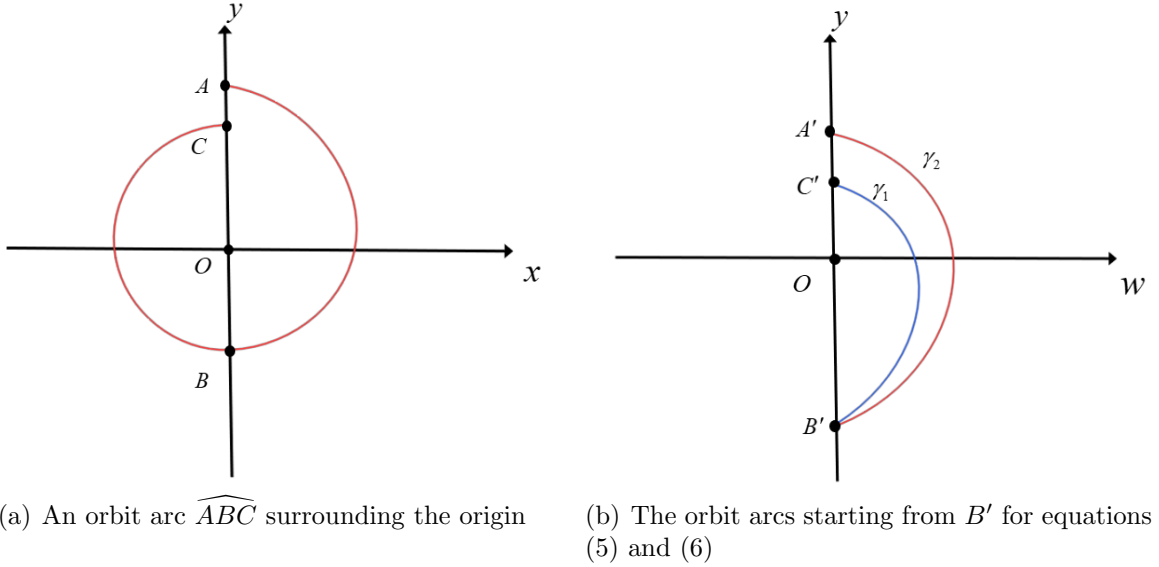 y
A
C
O
x
B
y
A′
γ₂
C′
γ₁
O
w
B′
(a) An orbit arc \widehat{ABC} surrounding the origin
(b) The orbit arcs starting from B′ for equations
(5) and (6)